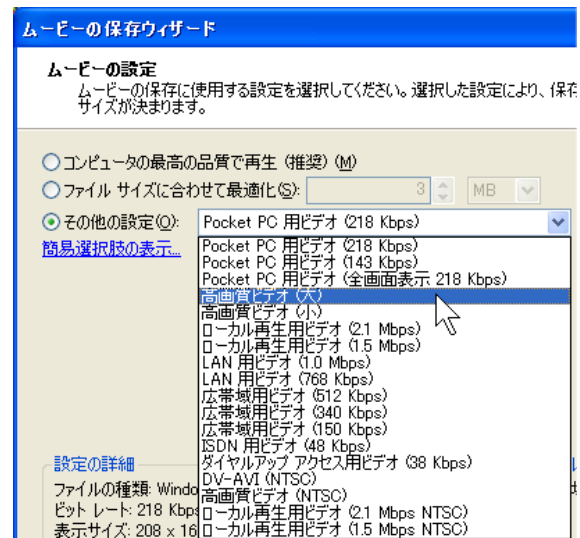 ムービーの保存ウィザード
ムービーの設定
ムービーの保存に使用する設定を選択してください。選択した設定により、保存
サイズが決まります。
コンピュータの最高の品質で再生 (推奨) (M)
ファイル サイズに合わせて最適化(S): 3 MB
その他の設定(O): Pocket PC 用ビデオ (218 Kbps)
簡易選択肢の表示...
Pocket PC 用ビデオ (218 Kbps)
Pocket PC 用ビデオ (143 Kbps)
Pocket PC 用ビデオ (全画面表示 218 Kbps)
高画質ビデオ (大)
高画質ビデオ (小)
ローカル再生用ビデオ (2.1 Mbps)
ローカル再生用ビデオ (1.5 Mbps)
LAN 用ビデオ (1.0 Mbps)
LAN 用ビデオ (768 Kbps)
広帯域用ビデオ (512 Kbps)
広帯域用ビデオ (340 Kbps)
広帯域用ビデオ (150 Kbps)
ISDN 用ビデオ (48 Kbps)
ダイヤルアップ アクセス用ビデオ (38 Kbps)
DV-AVI (NTSC)
高画質ビデオ (NTSC)
ローカル再生用ビデオ (2.1 Mbps NTSC)
ローカル再生用ビデオ (1.5 Mbps NTSC)
設定の詳細
ファイルの種類: Windo
ビット レート: 218 Kbps
表示サイズ: 208 x 16